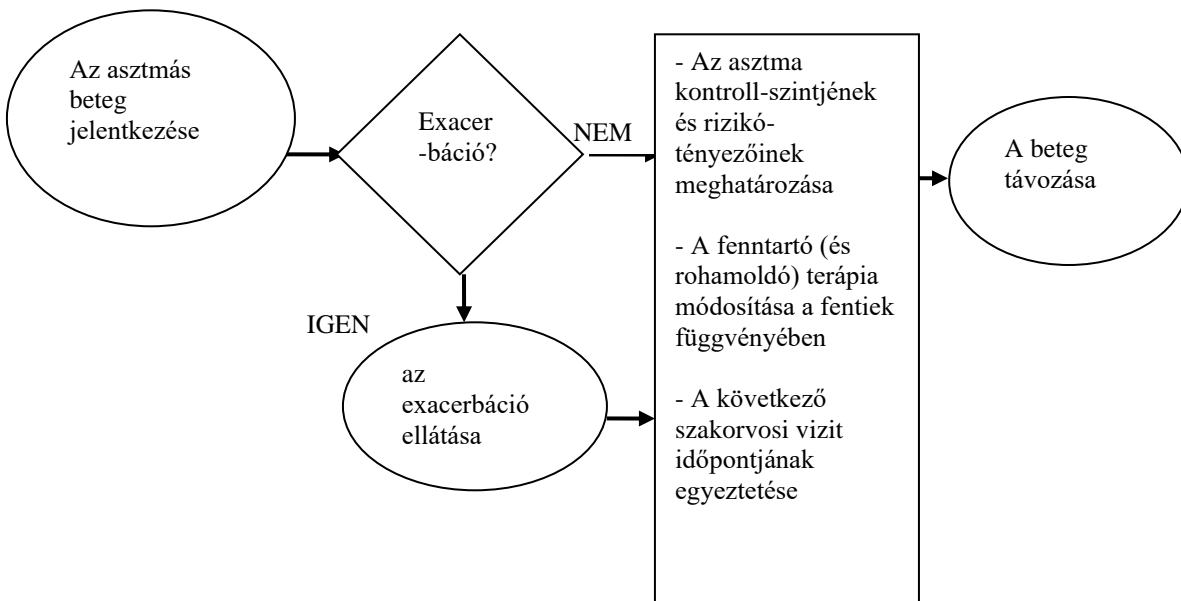 Az asztmás
beteg
jelentkezése
Exacer
-báció?
NEM
IGEN
az
exacerbáció
ellátása
- Az asztma
kontroll-szintjének
és rizikó-
tényezőinek
meghatározása
- A fenntartó (és
rohamoldó) terápia
módosítása a fentiek
függvényében
- A következő
szakorvosi vizit
időpontjának
egyeztetése
A beteg
távozása